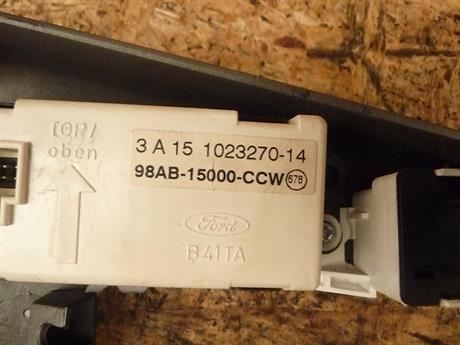 TOP/
oben
3 A 15 1023270-14
98AB-15000-CCW 678
Ford
B41TA